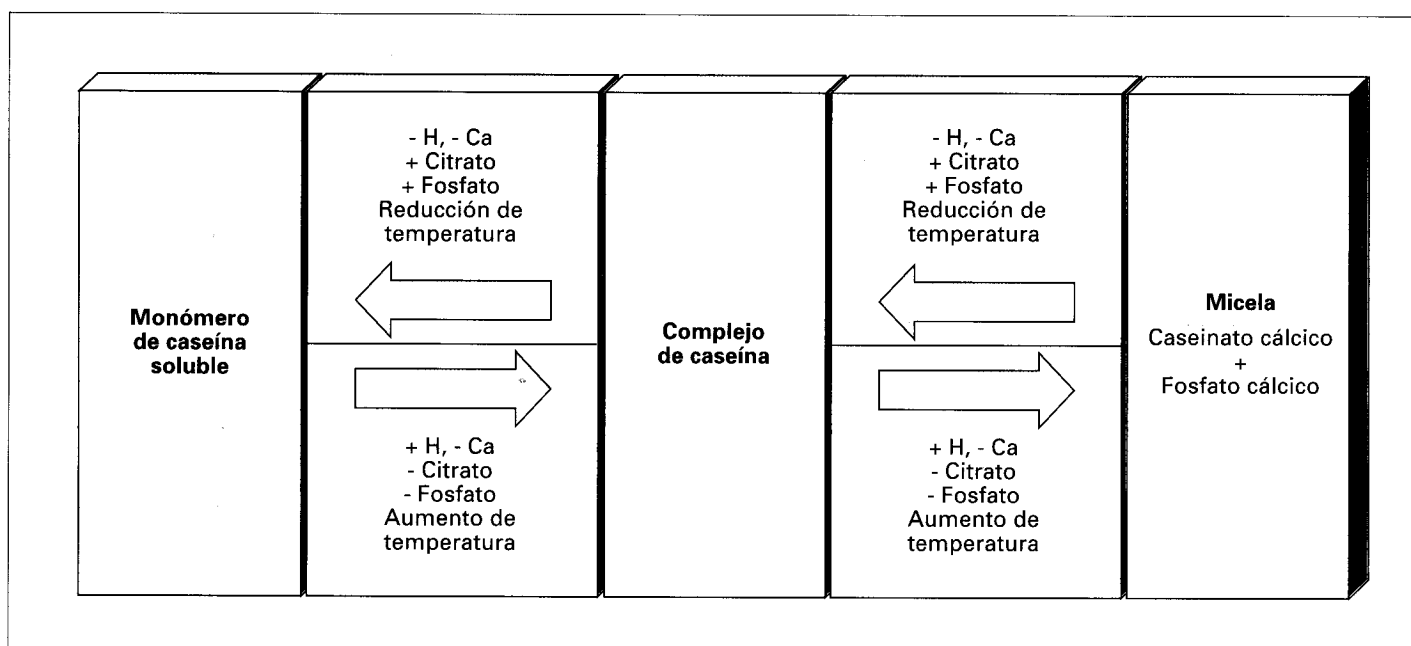 Monómero
de caseína
soluble
- H, - Ca
+ Citrato
+ Fosfato
Reducción de
temperatura
+ H, - Ca
- Citrato
- Fosfato
Aumento de
temperatura
Complejo
de caseína
- H, - Ca
+ Citrato
+ Fosfato
Reducción de
temperatura
+ H, - Ca
- Citrato
- Fosfato
Aumento de
temperatura
Micela
Caseinato cálcico
+
Fosfato cálcico